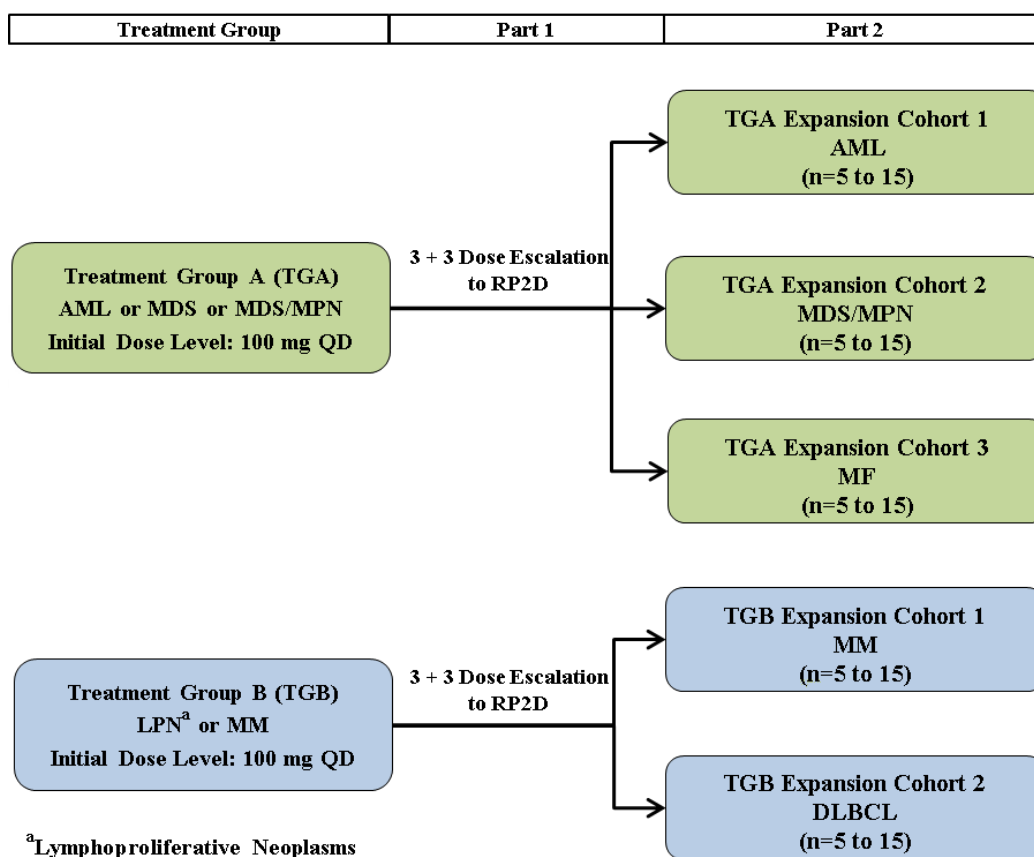 Treatment Group
Part 1
Part 2
TGA Expansion Cohort 1
AML
(n=5 to 15)
Treatment Group A (TGA)
AML or MDS or MDS/MPN
Initial Dose Level: 100 mg QD
3 + 3 Dose Escalation
to RP2D
TGA Expansion Cohort 2
MDS/MPN
(n=5 to 15)
TGA Expansion Cohort 3
MF
(n=5 to 15)
TGB Expansion Cohort 1
MM
(n=5 to 15)
Treatment Group B (TGB)
LPNᵃ or MM
Initial Dose Level: 100 mg QD
3 + 3 Dose Escalation
to RP2D
TGB Expansion Cohort 2
DLBCL
(n=5 to 15)
ᵃLymphoproliferative Neoplasms